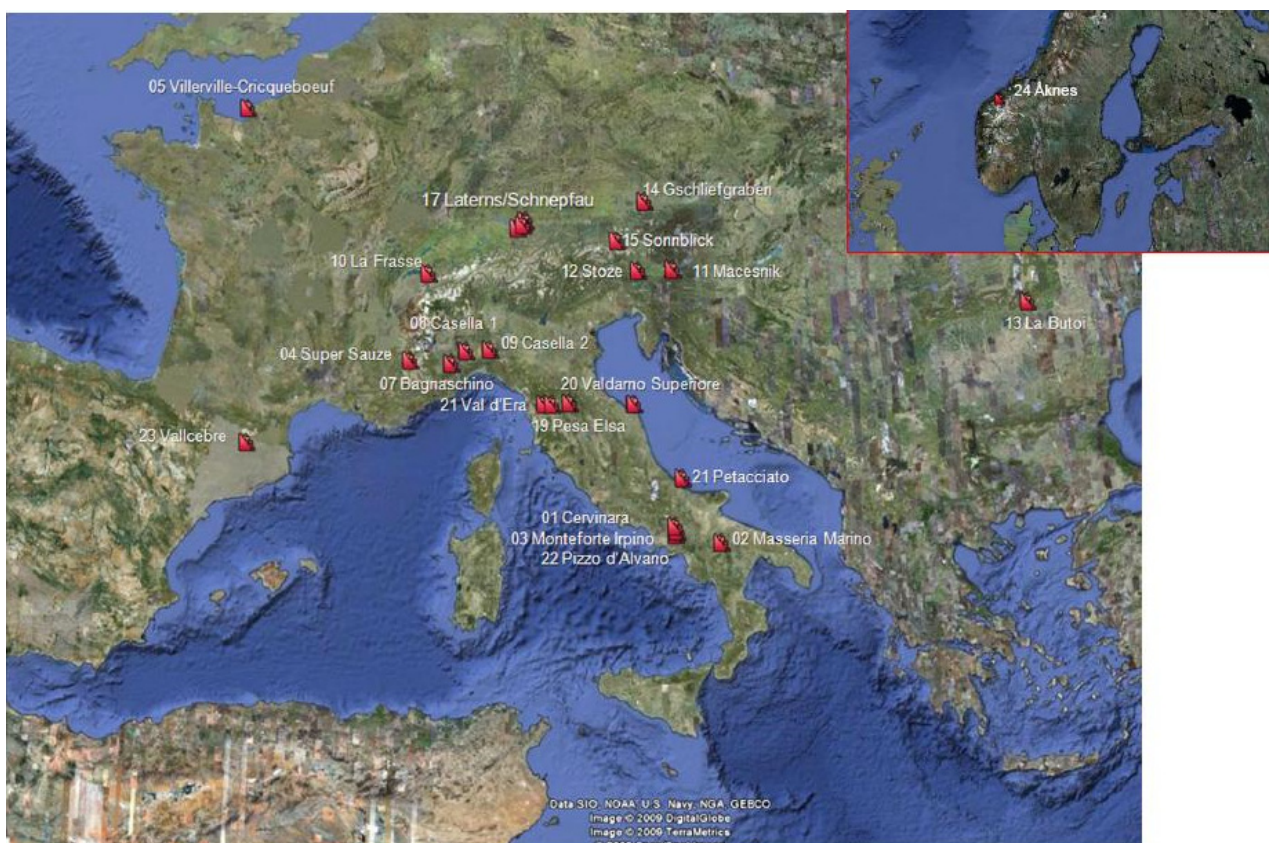 24 Åknes
05 Villerville-Cricqueboeuf
14 Gschliefgraben
17 Laterns/Schnepfau
15 Sonnblick
10 La Frasse
12 Stoze
11 Macesnik
13 La Butoi
08 Casella 1
09 Casella 2
04 Super Sauze
07 Bagnaschino
20 Valdarno Superiore
21 Val d'Era
19 Pesa Elsa
23 Vallcebre
21 Petacciato
01 Cervinara
03 Monteforte Irpino
02 Masseria Marino
22 Pizzo d'Alvano
Data SIO, NOAA, U.S. Navy, NGA, GEBCO
Image © 2009 DigitalGlobe
Image © 2009 TerraMetrics